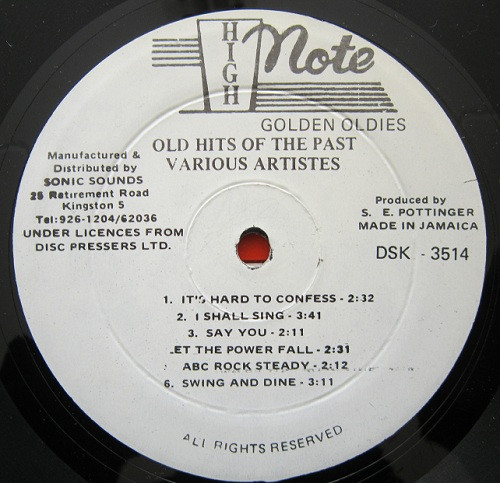 HIGH Note
GOLDEN OLDIES
OLD HITS OF THE PAST
VARIOUS ARTISTES
Manufactured &
Distributed by
SONIC SOUNDS
25 Retirement Road
Kingston 5
Tel:926-1204/62036
UNDER LICENCES FROM
DISC PRESSERS LTD.
Produced by
S. E. POTTINGER
MADE IN JAMAICA
DSK - 3514
1. IT'S HARD TO CONFESS - 2:32
2. I SHALL SING - 3:41
3. SAY YOU - 2:11
ET THE POWER FALL - 2:31
ABC ROCK STEADY - 2:12
6. SWING AND DINE - 3:11
ALL RIGHTS RESERVED